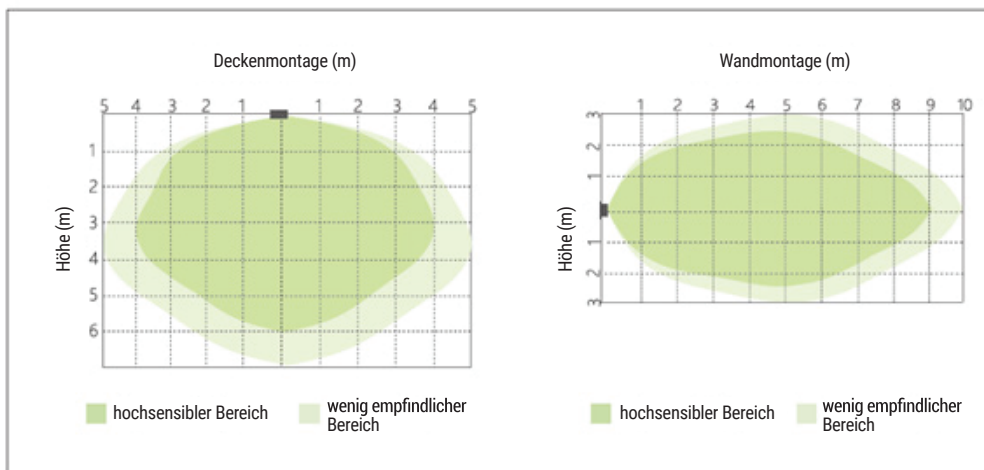 Deckenmontage (m)
5 4 3 2 1 1 2 3 4 5
1
2
3
4
5
6
Höhe (m)
hochsensibler Bereich
wenig empfindlicher
Bereich
Wandmontage (m)
1 2 3 4 5 6 7 8 9 10
3
2
1
1
2
3
Höhe (m)
hochsensibler Bereich
wenig empfindlicher
Bereich